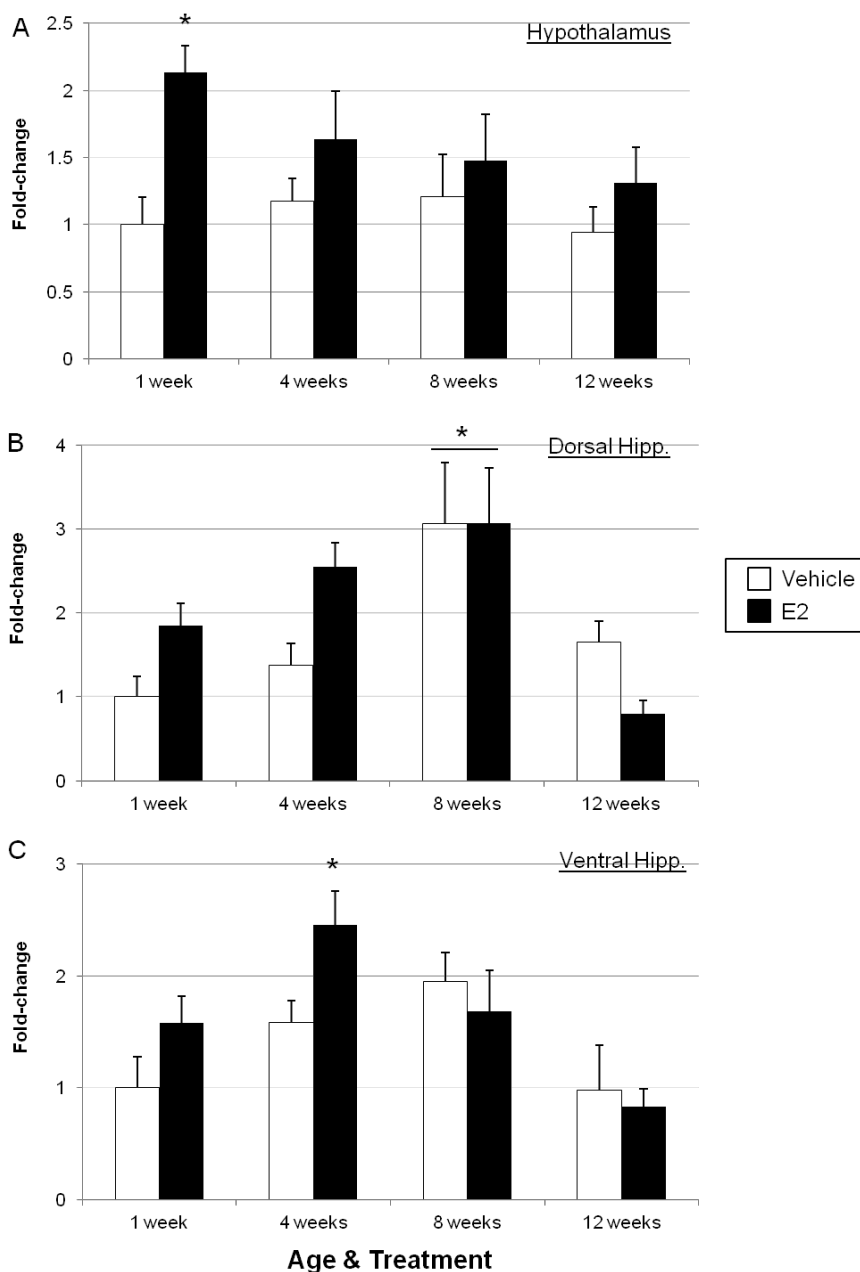 A
*
Hypothalamus
2.5
2
1.5
1
0.5
0
Fold-change
1 week 4 weeks 8 weeks 12 weeks
B
*
Dorsal Hipp.
4
3
2
1
0
Fold-change
1 week 4 weeks 8 weeks 12 weeks
Vehicle
E2
C
*
Ventral Hipp.
3
2
1
0
Fold-change
1 week 4 weeks 8 weeks 12 weeks
Age & Treatment